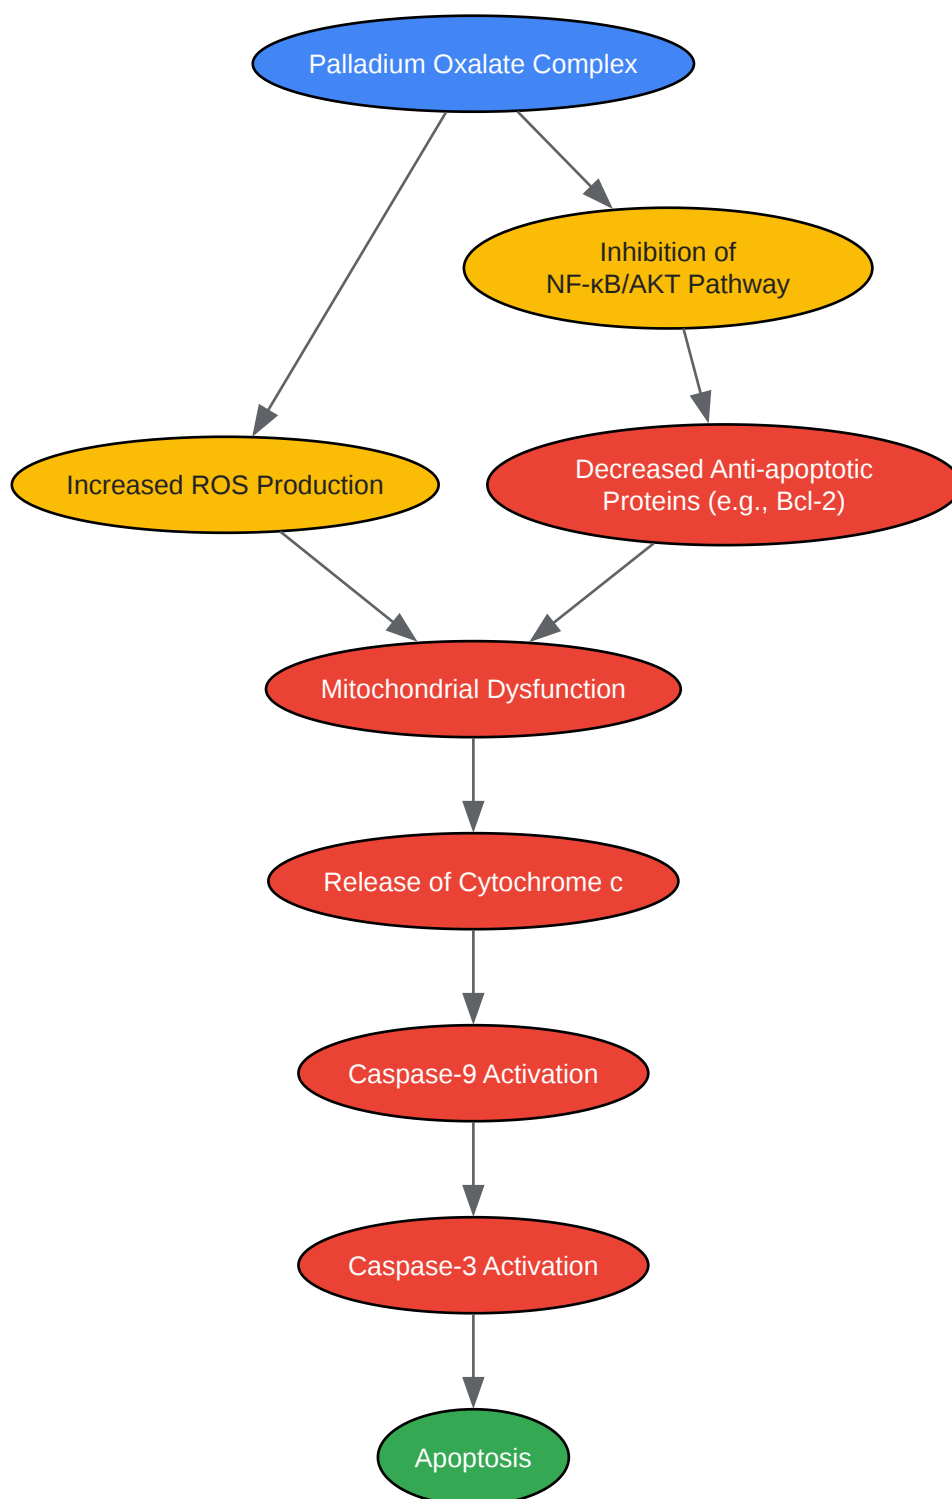 Palladium Oxalate Complex
Inhibition of
NF-κB/AKT Pathway
Increased ROS Production
Decreased Anti-apoptotic
Proteins (e.g., Bcl-2)
Mitochondrial Dysfunction
Release of Cytochrome c
Caspase-9 Activation
Caspase-3 Activation
Apoptosis